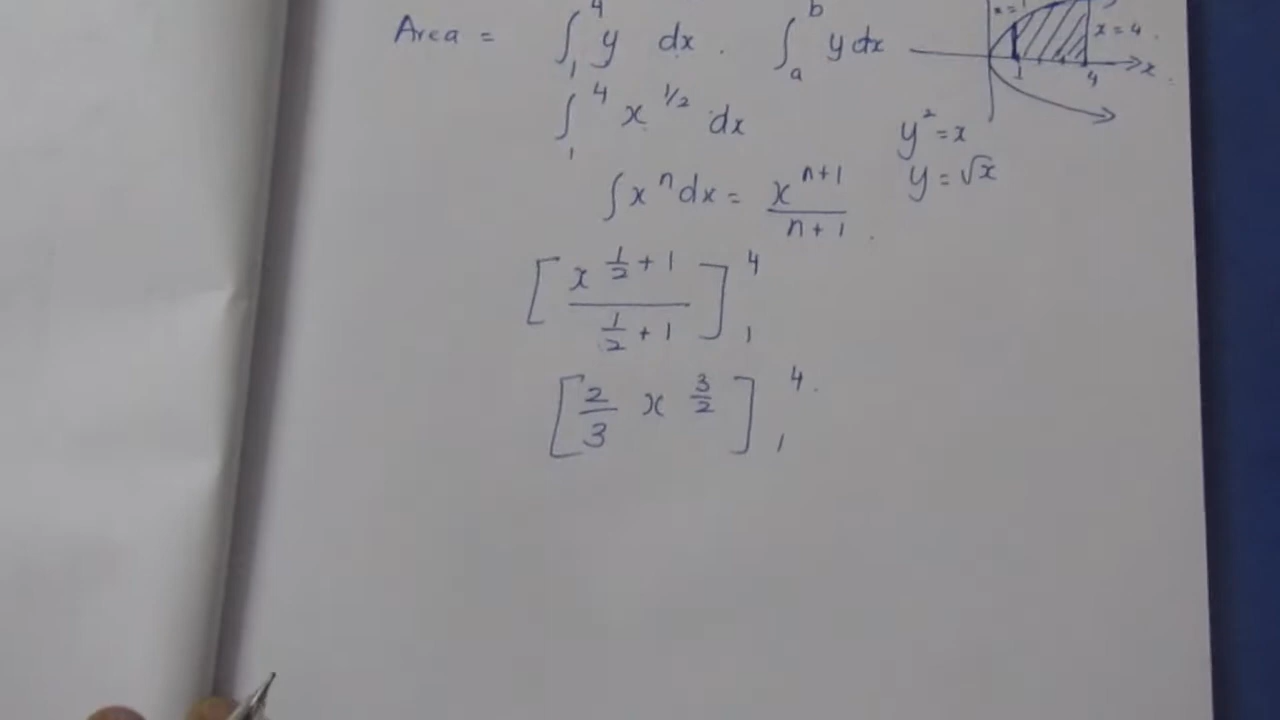 Area = ∫₁⁴ y dx . ∫ₐᵇ y dx
x = 1
x = 4 .
1 4 x
∫₁⁴ x^{1/2} dx
y² = x
y = √x
∫ xⁿ dx = x^{n+1} / n+1 .
[ x^{1/2 + 1} / 1/2 + 1 ]₁⁴
[ 2/3 x^{3/2} ]₁⁴ .